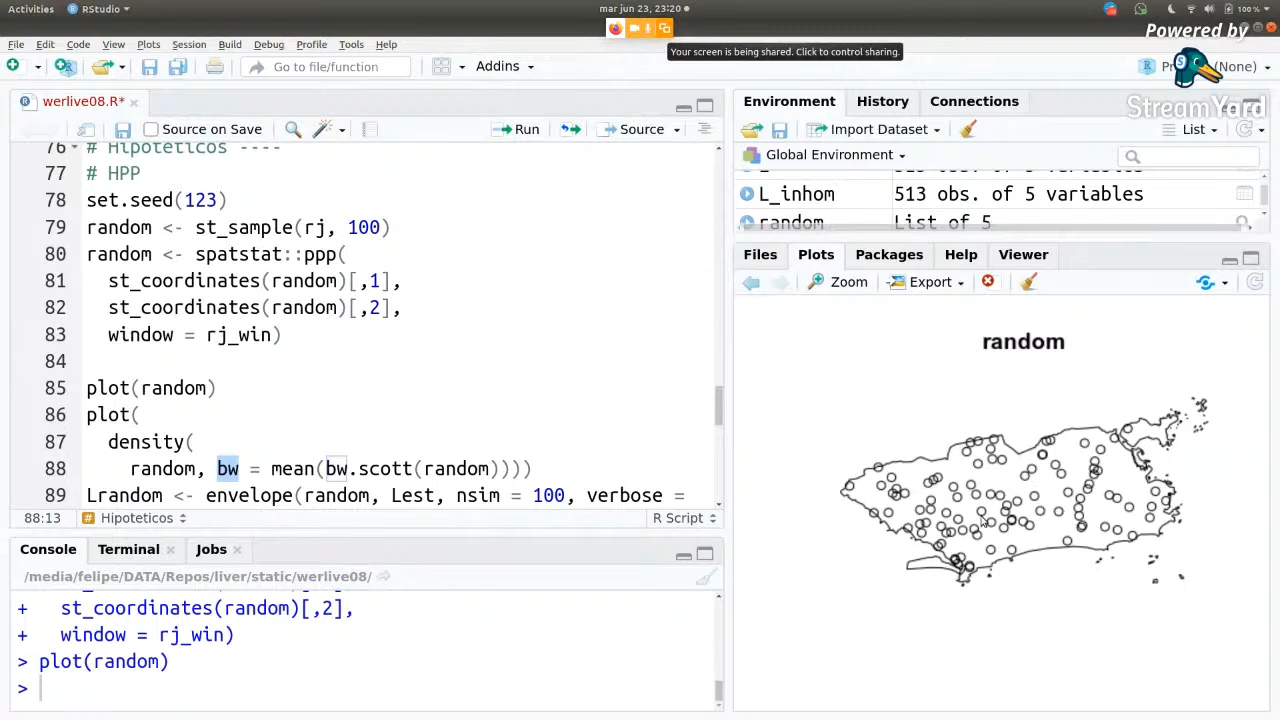 Activities RStudio mar jun 23, 23:20 100%
Your screen is being shared. Click to control sharing.
Powered by
StreamYard
File Edit Code View Plots Session Build Debug Profile Tools Help
Go to file/function Addins (None)
werlive08.R*
Source on Save Run Source
76 # Hipoteticos ----
77 # HPP
78 set.seed(123)
79 random <- st_sample(rj, 100)
80 random <- spatstat::ppp(
81 st_coordinates(random)[,1],
82 st_coordinates(random)[,2],
83 window = rj_win)
84
85 plot(random)
86 plot(
87 density(
88 random, bw = mean(bw.scott(random))))
89 Lrandom <- envelope(random, Lest, nsim = 100, verbose =
88:13 # Hipoteticos R Script
Console Terminal Jobs
/media/felipe/DATA/Repos/liver/static/werlive08/
+ st_coordinates(random)[,2],
+ window = rj_win)
> plot(random)
>
Environment History Connections
Import Dataset List
Global Environment
L_inhom 513 obs. of 5 variables
random List of 5
Files Plots Packages Help Viewer
Zoom Export
random